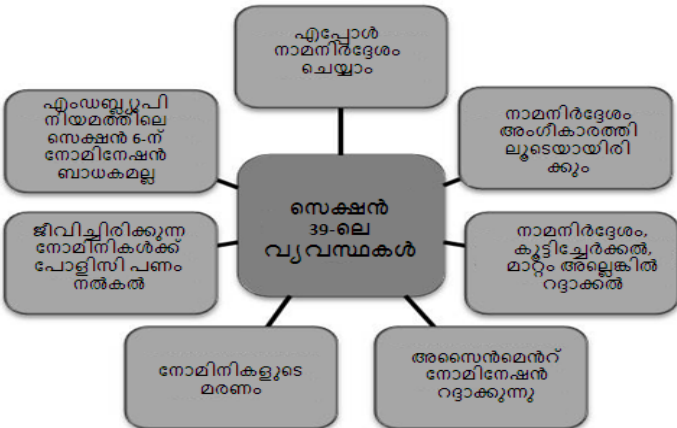 എപ്പോൾ
നാമനിർദ്ദേശം
ചെയ്യാം
എംഡബ്ല്യുപി
നിയമത്തിലെ
സെക്ഷൻ 6-ന്
നോമിനേഷൻ
ബാധകമല്ല
നാമനിർദ്ദേശം
അംഗീകാരത്തി
ലൂടെയായിരി
ക്കും
സെക്ഷൻ
39-ലെ
വ്യവസ്ഥകൾ
ജീവിച്ചിരിക്കുന്ന
നോമിനികൾക്ക്
പോളിസി പണം
നൽകൽ
നാമനിർദ്ദേശം,
കൂട്ടിച്ചേർക്കൽ,
മാറ്റം അല്ലെങ്കിൽ
റദ്ദാക്കൽ
നോമിനികളുടെ
മരണം
അസൈൻമെൻറ്
നോമിനേഷൻ
റദ്ദാക്കുന്നു